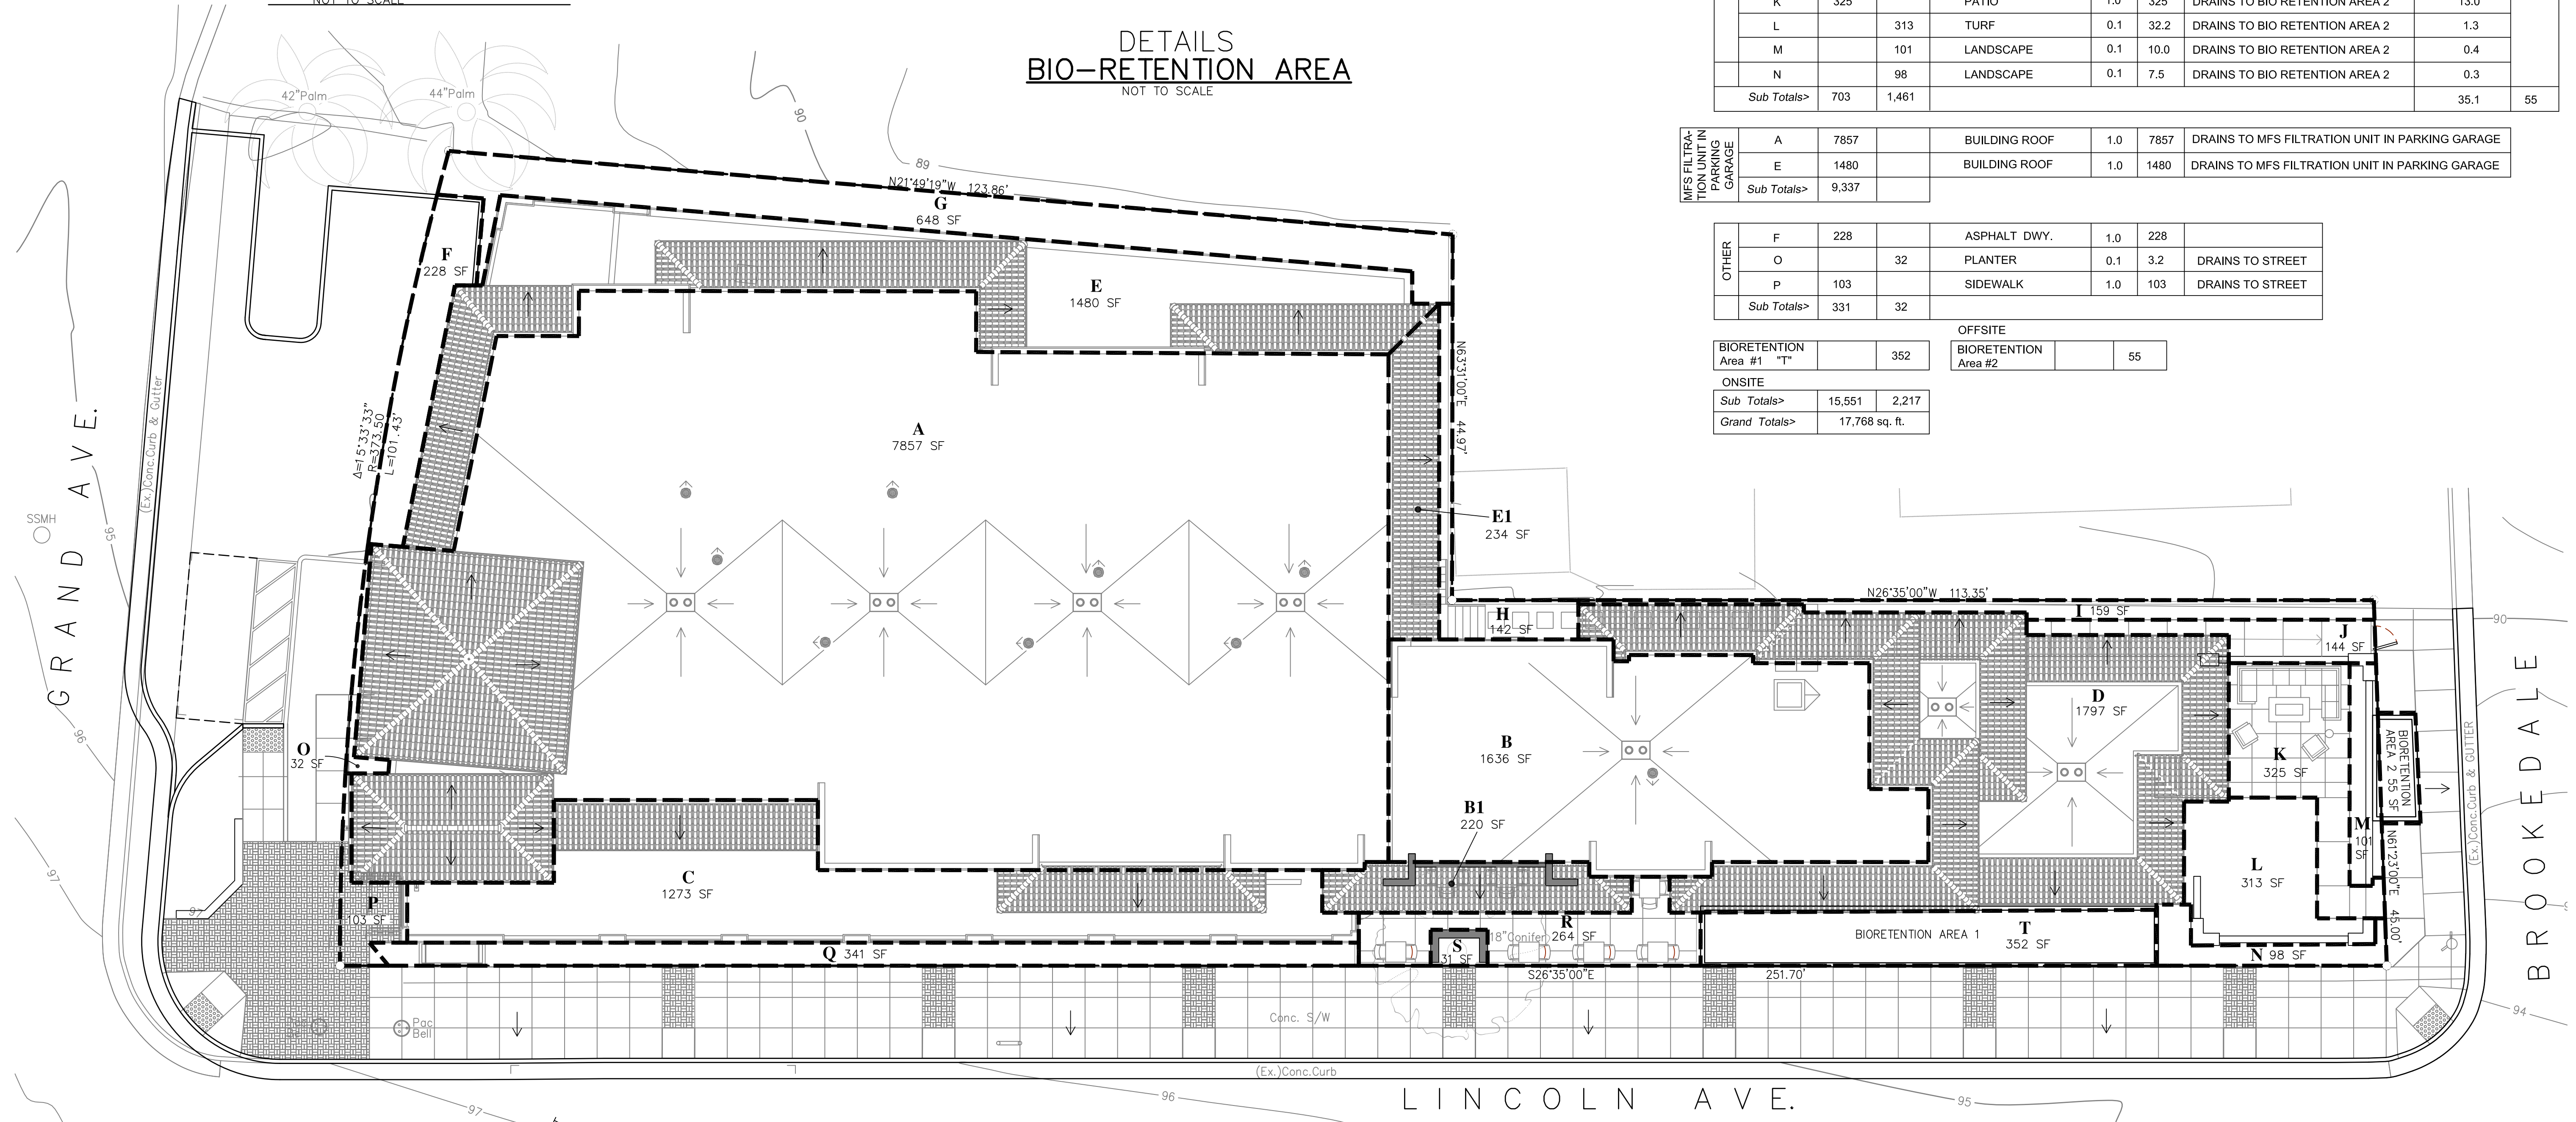 NOT TO SCALE
DETAILS
BIO-RETENTION AREA
NOT TO SCALE
K 325 PATIO 1.0 325 DRAINS TO BIO RETENTION AREA 2 13.0
L 313 TURF 0.1 32.2 DRAINS TO BIO RETENTION AREA 2 1.3
M 101 LANDSCAPE 0.1 10.0 DRAINS TO BIO RETENTION AREA 2 0.4
N 98 LANDSCAPE 0.1 7.5 DRAINS TO BIO RETENTION AREA 2 0.3
Sub Totals> 703 1,461 35.1 55
MFS FILTRA-
TION UNIT IN
PARKING
GARAGE
A 7857 BUILDING ROOF 1.0 7857 DRAINS TO MFS FILTRATION UNIT IN PARKING GARAGE
E 1480 BUILDING ROOF 1.0 1480 DRAINS TO MFS FILTRATION UNIT IN PARKING GARAGE
Sub Totals> 9,337
OTHER
F 228 ASPHALT DWY. 1.0 228
O 32 PLANTER 0.1 3.2 DRAINS TO STREET
P 103 SIDEWALK 1.0 103 DRAINS TO STREET
Sub Totals> 331 32
BIORETENTION
Area #1 "T" 352
OFFSITE
BIORETENTION
Area #2 55
ONSITE
Sub Totals> 15,551 2,217
Grand Totals> 17,768 sq. ft.
42"Palm
44"Palm
90
89
N21°49'19"W 123.86'
G
648 SF
F
228 SF
E
1480 SF
A
7857 SF
Δ=15°33'33"
R=373.50
L=101.43'
N63°31'00"E 44.97'
E1
234 SF
(Ex.)Conc.Curb & Gutter
GRAND AVE.
SSMH
95
96
97
97
O
32 SF
P
03 SF
C
1273 SF
Q 341 SF
B
1636 SF
B1
220 SF
H
142 SF
N26°35'00"W 113.35'
I 159 SF
J
144 SF
D
1797 SF
K
325 SF
BIORETENTION
AREA 2 55 SF
M
101
SF
L
313 SF
N 98 SF
N61°23'00"E 45.00'
R
264 SF
18"Conifer
S
31 SF
BIORETENTION AREA 1
T
352 SF
S26°35'00"E 251.70'
Pac
Bell
Conc. S/W
(Ex.)Conc.Curb
(Ex.)Conc.Curb & GUTTER
90
94
BROOKEDALE
97
96
95
LINCOLN AVE.